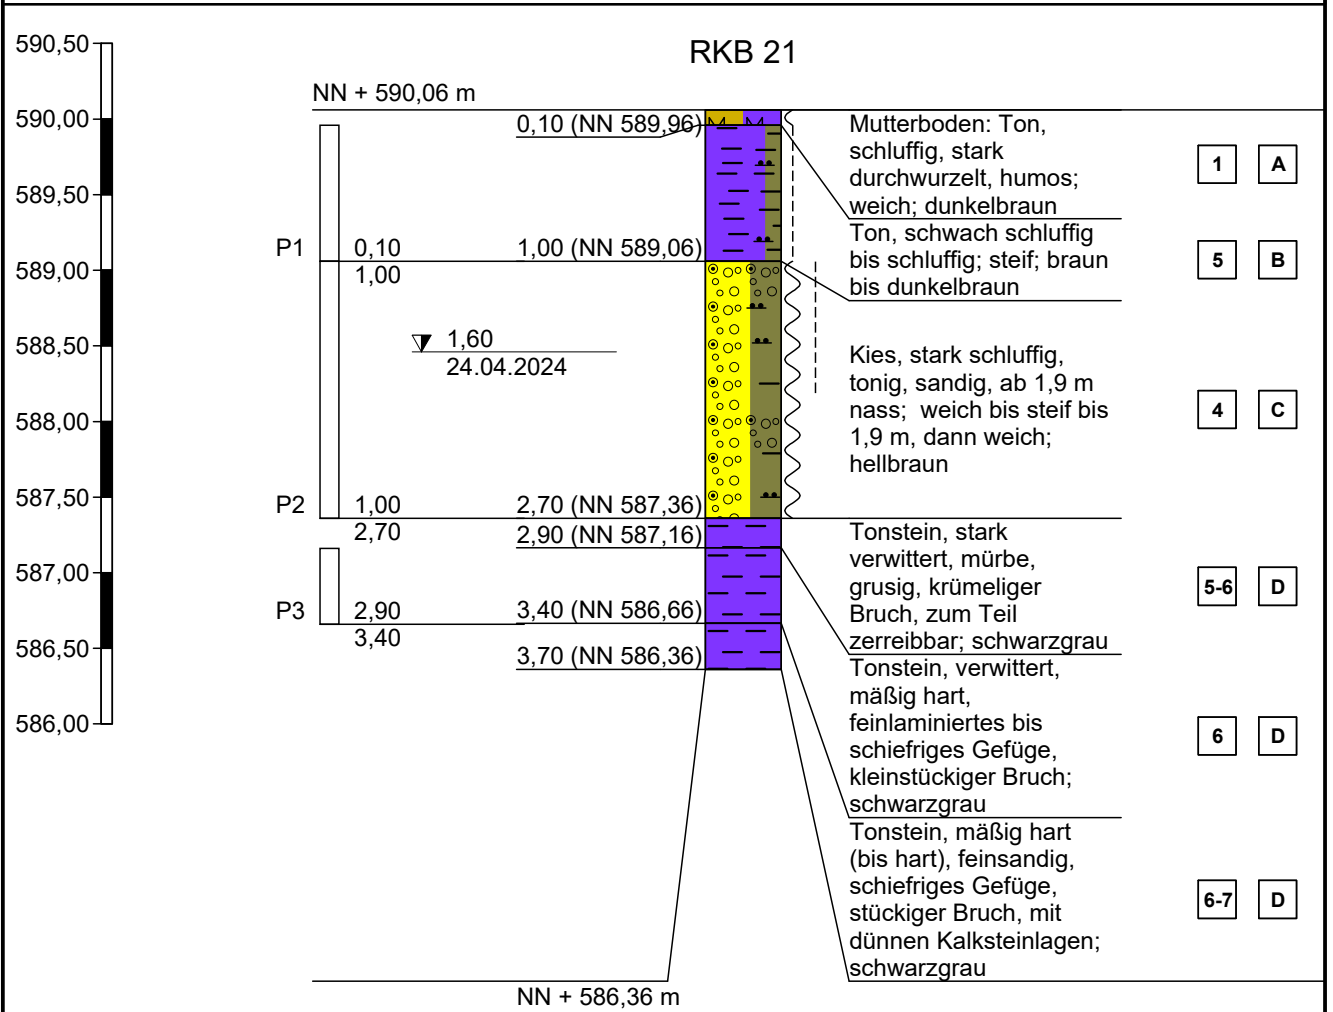 RKB 21
590,50
590,00
589,50
589,00
588,50
588,00
587,50
587,00
586,50
586,00
NN + 590,06 m
0,10 (NN 589,96)
P1
0,10
1,00
1,00 (NN 589,06)
1,60
24.04.2024
P2
1,00
2,70
2,70 (NN 587,36)
2,90 (NN 587,16)
P3
2,90
3,40
3,40 (NN 586,66)
3,70 (NN 586,36)
NN + 586,36 m
Mutterboden: Ton,
schluffig, stark
durchwurzelt, humos;
weich; dunkelbraun
1 A
Ton, schwach schluffig
bis schluffig; steif; braun
bis dunkelbraun
5 B
Kies, stark schluffig,
tonig, sandig, ab 1,9 m
nass; weich bis steif bis
1,9 m, dann weich;
hellbraun
4 C
Tonstein, stark
verwittert, mürbe,
grusig, krümeliger
Bruch, zum Teil
zerreibbar; schwarzgrau
5-6 D
Tonstein, verwittert,
mäßig hart,
feinlaminiertes bis
schiefriges Gefüge,
kleinstückiger Bruch;
schwarzgrau
6 D
Tonstein, mäßig hart
(bis hart), feinsandig,
schiefriges Gefüge,
stückiger Bruch, mit
dünnen Kalksteinlagen;
schwarzgrau
6-7 D